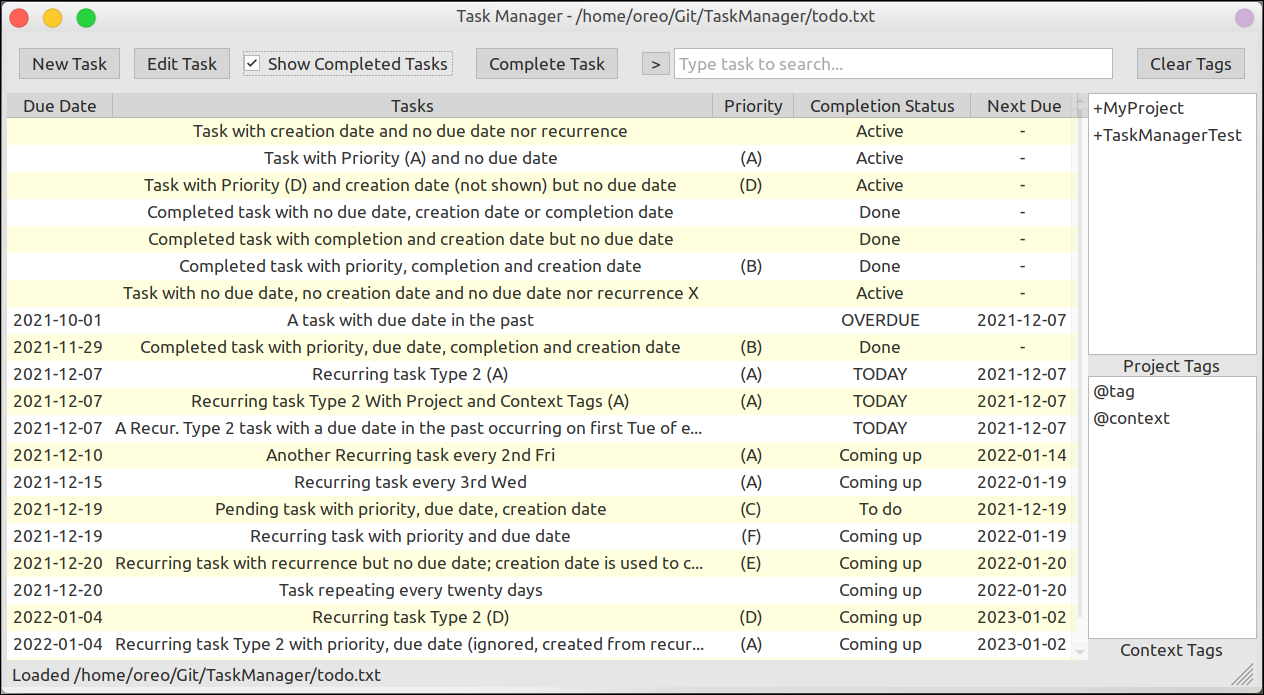 Task Manager - /home/oreo/Git/TaskManager/todo.txt
New Task Edit Task Show Completed Tasks Complete Task > Type task to search... Clear Tags
Due Date Tasks Priority Completion Status Next Due
Task with creation date and no due date nor recurrence Active -
Task with Priority (A) and no due date (A) Active -
Task with Priority (D) and creation date (not shown) but no due date (D) Active -
Completed task with no due date, creation date or completion date Done -
Completed task with completion and creation date but no due date Done -
Completed task with priority, completion and creation date (B) Done -
Task with no due date, no creation date and no due date nor recurrence X Active -
2021-10-01 A task with due date in the past OVERDUE 2021-12-07
2021-11-29 Completed task with priority, due date, completion and creation date (B) Done -
2021-12-07 Recurring task Type 2 (A) (A) TODAY 2021-12-07
2021-12-07 Recurring task Type 2 With Project and Context Tags (A) (A) TODAY 2021-12-07
2021-12-07 A Recur. Type 2 task with a due date in the past occurring on first Tue of e... TODAY 2021-12-07
2021-12-10 Another Recurring task every 2nd Fri (A) Coming up 2022-01-14
2021-12-15 Recurring task every 3rd Wed (A) Coming up 2022-01-19
2021-12-19 Pending task with priority, due date, creation date (C) To do 2021-12-19
2021-12-19 Recurring task with priority and due date (F) Coming up 2022-01-19
2021-12-20 Recurring task with recurrence but no due date; creation date is used to c... (E) Coming up 2022-01-20
2021-12-20 Task repeating every twenty days Coming up 2022-01-20
2022-01-04 Recurring task Type 2 (D) (D) Coming up 2023-01-02
2022-01-04 Recurring task Type 2 with priority, due date (ignored, created from recur... (A) Coming up 2023-01-02
+MyProject
+TaskManagerTest
Project Tags
@tag
@context
Context Tags
Loaded /home/oreo/Git/TaskManager/todo.txt